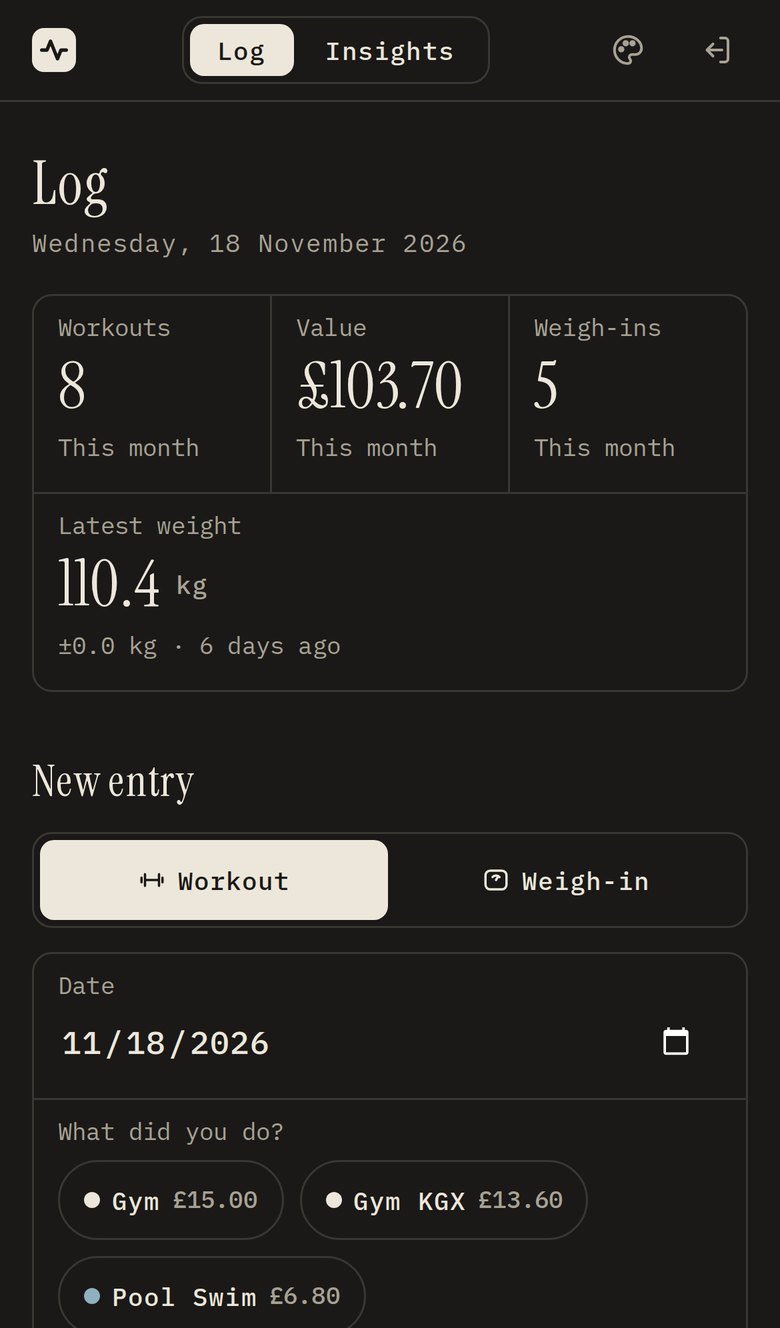 Log Insights
Log
Wednesday, 18 November 2026
Workouts Value Weigh-ins
8 £103.70 5
This month This month This month
Latest weight
110.4 kg
±0.0 kg · 6 days ago
New entry
Workout Weigh-in
Date
11/18/2026
What did you do?
Gym £15.00 Gym KGX £13.60
Pool Swim £6.80